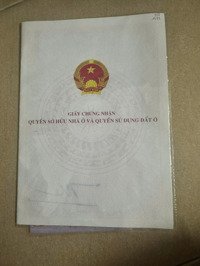 GIẤY CHỨNG NHẬN
QUYỀN SỞ HỮU NHÀ Ở VÀ QUYỀN SỬ DỤNG ĐẤT Ở